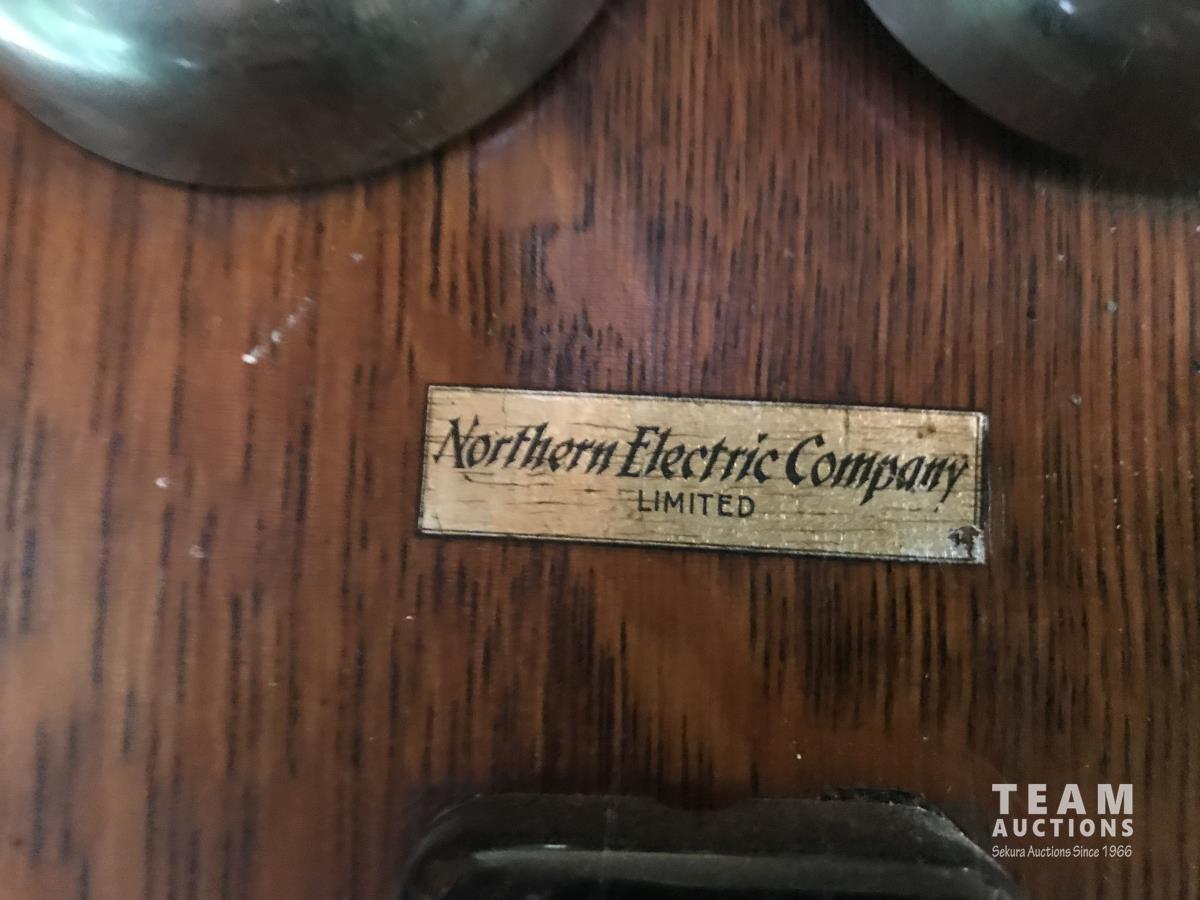 Northern Electric Company
LIMITED
TEAM
AUCTIONS
Sekura Auctions Since 1966